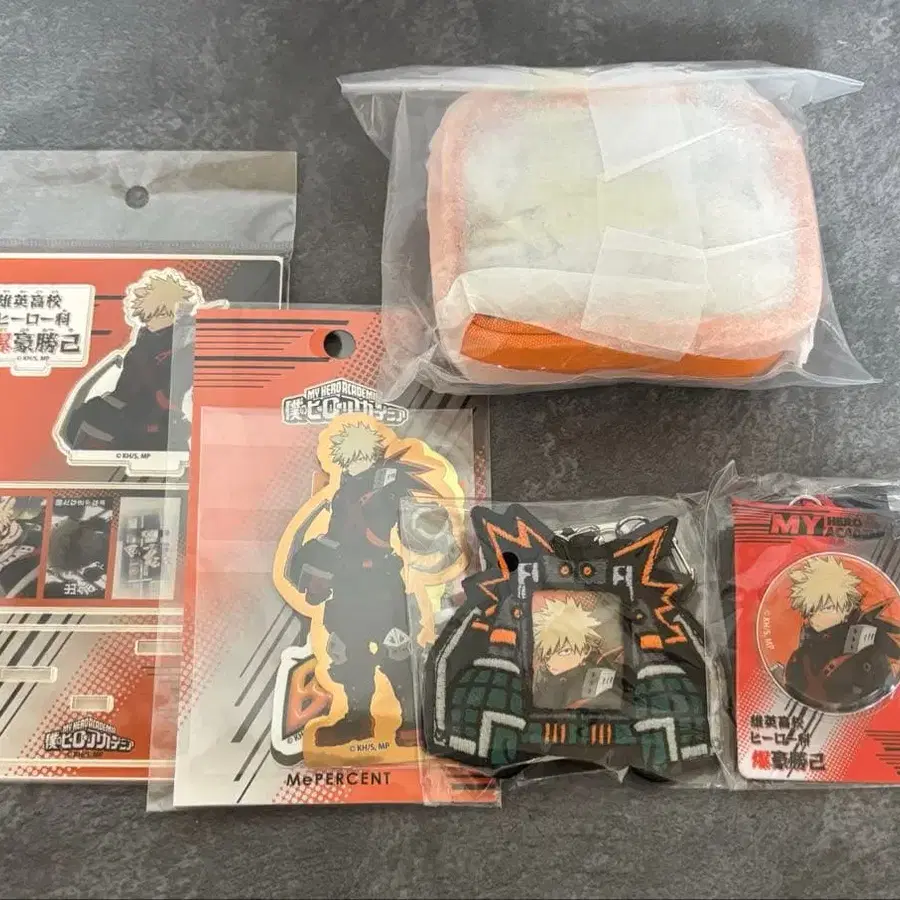 雄英高校
ヒーロー科
爆豪勝己
©KH/S, MP
©KH/S, MP
MY HERO ACADEMIA
僕のヒーローアカデミア
MY HERO ACADEMIA
僕のヒーローアカデミア
©KH/S, MP
MePERCENT
MY HERO
ACAD
©KH/S, M
雄英高校
ヒーロー科
爆豪勝己